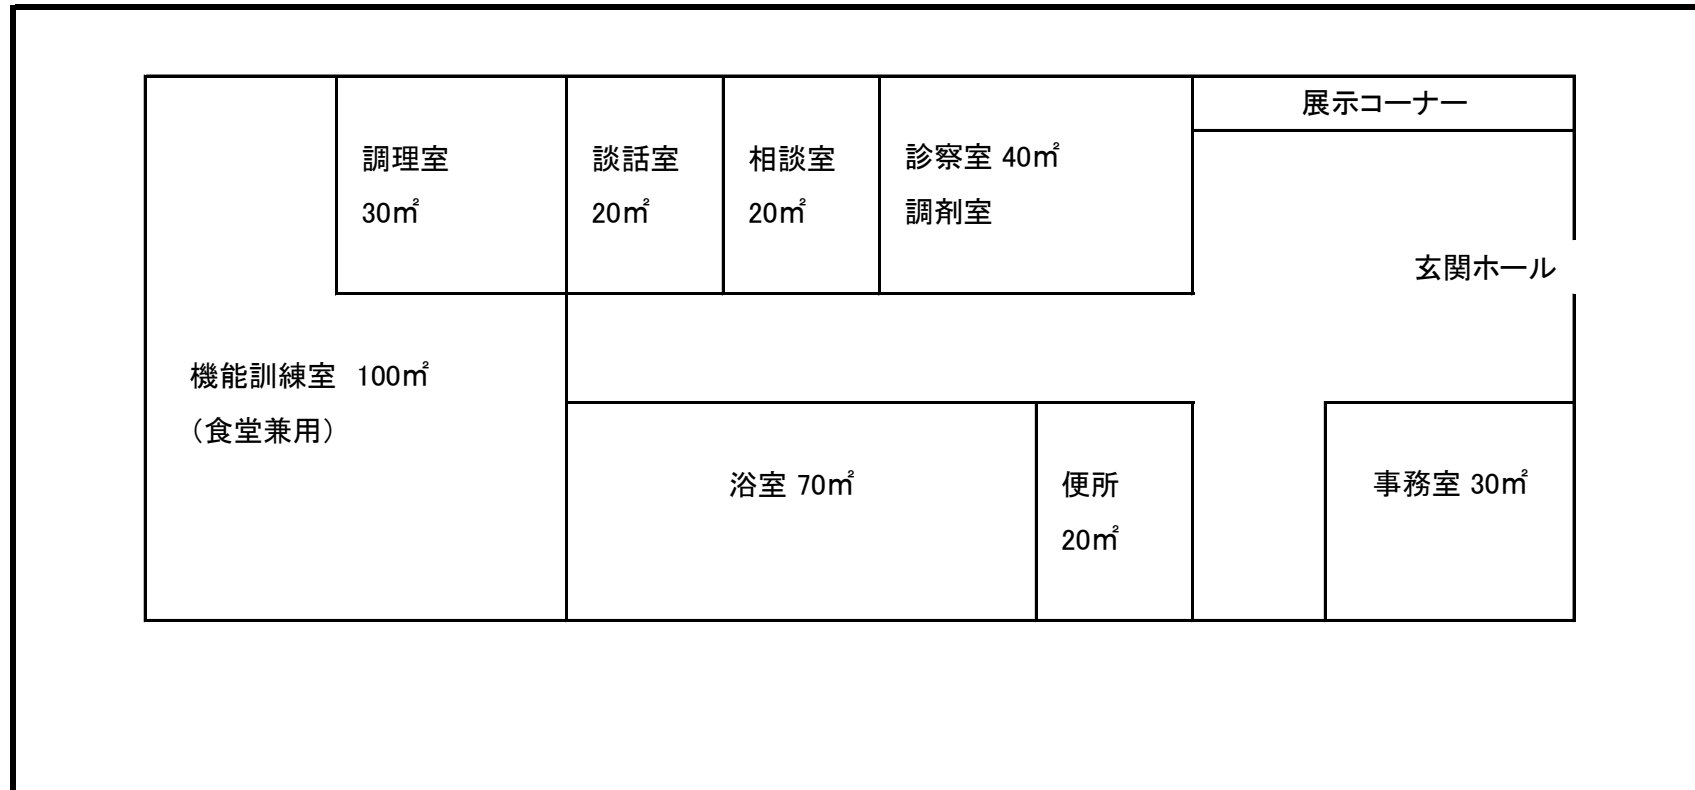 展示コーナー
調理室
30㎡
談話室
20㎡
相談室
20㎡
診察室 40㎡
調剤室
玄関ホール
機能訓練室 100㎡
（食堂兼用）
浴室 70㎡
便所
20㎡
事務室 30㎡